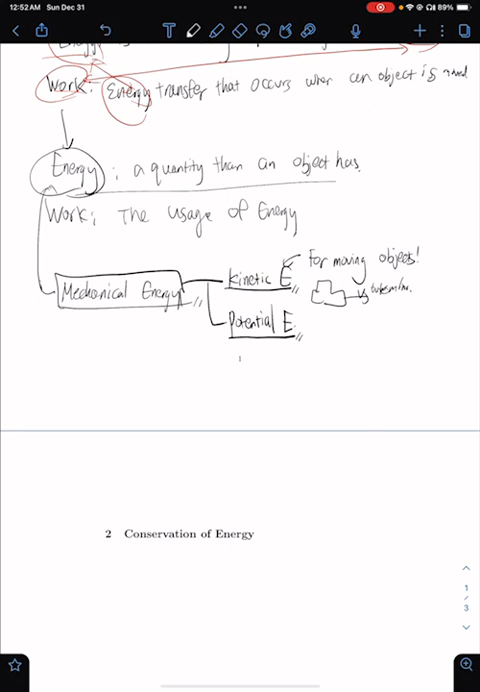 12:52AM Sun Dec 31
89%
Energy
Work: Energy transfer that occurs when an object is moved
Energy: a quantity than an object has.
Work: The usage of Energy
For moving objects!
Kinetic E
Mechanical Energy
Potential E.
1
2 Conservation of Energy
1
/
3